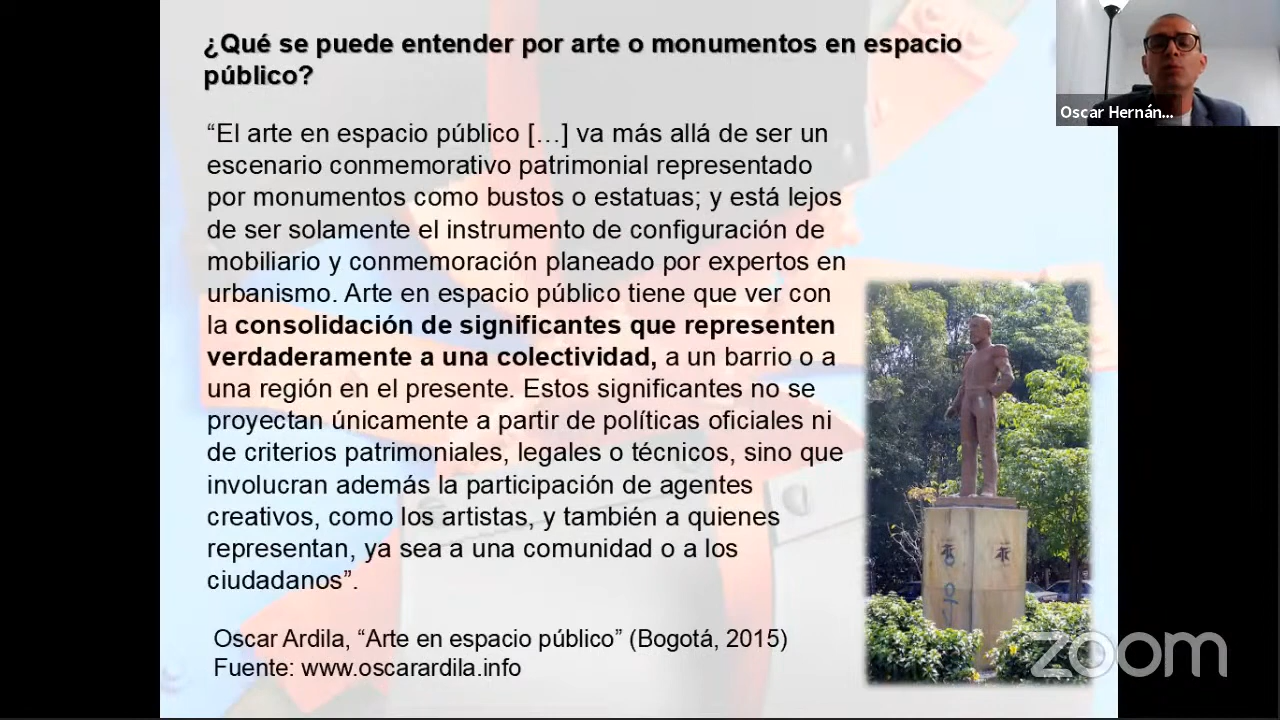 ¿Qué se puede entender por arte o monumentos en espacio
público?
“El arte en espacio público […] va más allá de ser un
escenario conmemorativo patrimonial representado
por monumentos como bustos o estatuas; y está lejos
de ser solamente el instrumento de configuración de
mobiliario y conmemoración planeado por expertos en
urbanismo. Arte en espacio público tiene que ver con
la consolidación de significantes que representen
verdaderamente a una colectividad, a un barrio o a
una región en el presente. Estos significantes no se
proyectan únicamente a partir de políticas oficiales ni
de criterios patrimoniales, legales o técnicos, sino que
involucran además la participación de agentes
creativos, como los artistas, y también a quienes
representan, ya sea a una comunidad o a los
ciudadanos”.
Oscar Ardila, “Arte en espacio público” (Bogotá, 2015)
Fuente: www.oscarardila.info
Oscar Hernán...
zoom